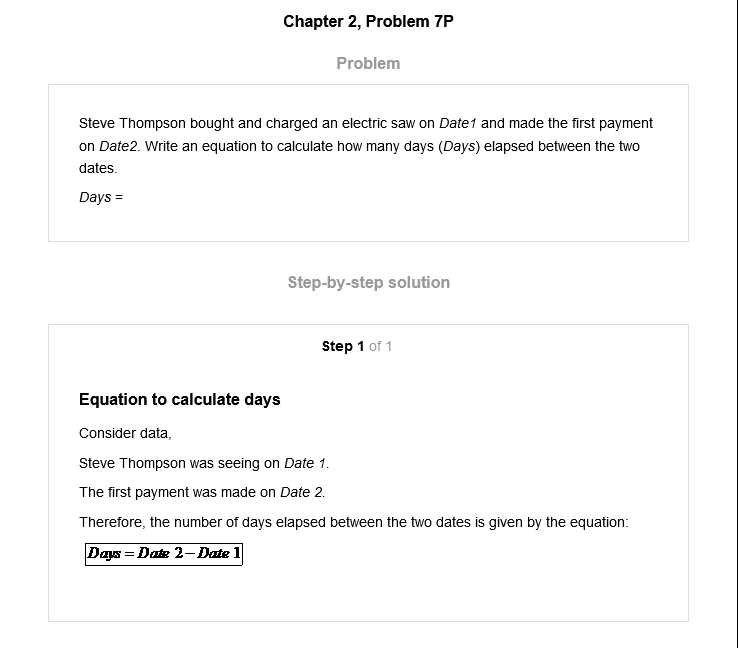 Chapter 2, Problem 7P
Problem
Steve Thompson bought and charged an electric saw on Date1 and made the first payment
on Date2. Write an equation to calculate how many days (Days) elapsed between the two
dates.
Days =
Step-by-step solution
Step 1 of 1
Equation to calculate days
Consider data,
Steve Thompson was seeing on Date 1.
The first payment was made on Date 2.
Therefore, the number of days elapsed between the two dates is given by the equation:
Days = Date 2 – Date 1